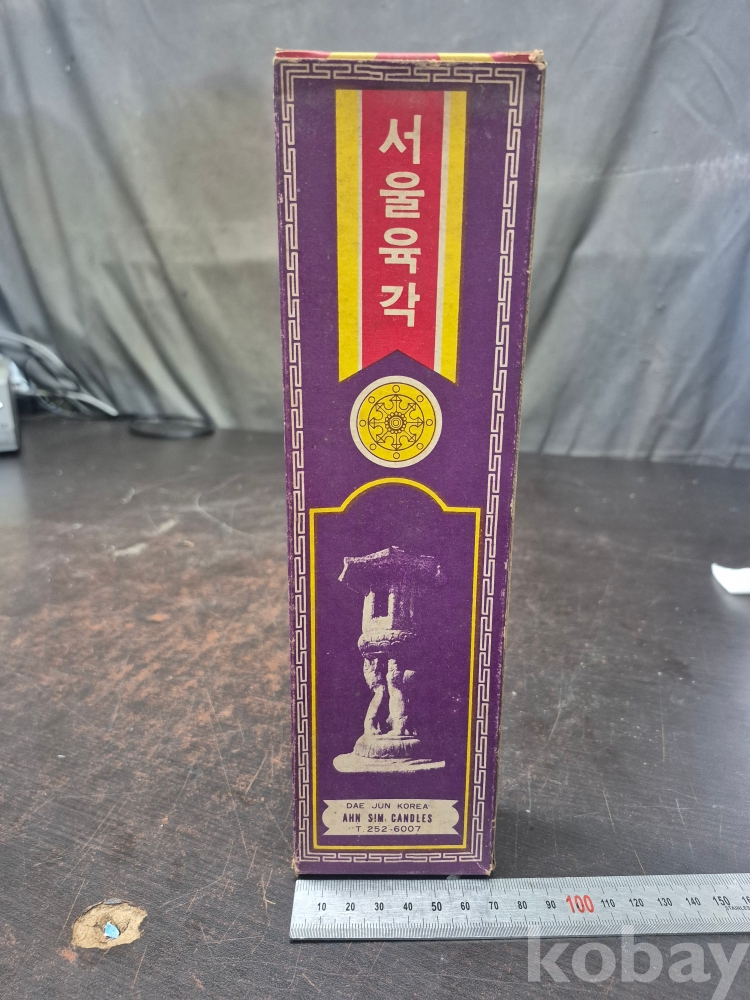 서울육각
DAE JUN KOREA
AHN SIM CANDLES
T. 252-6007
10 20 30 40 50 60 70 80 90 100 110 120 130 140 150
kobay